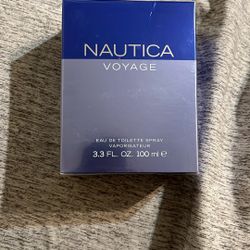 NAUTICA
VOYAGE
EAU DE TOILETTE SPRAY
VAPORISATEUR
3.3 FL. OZ. 100 ml ℮